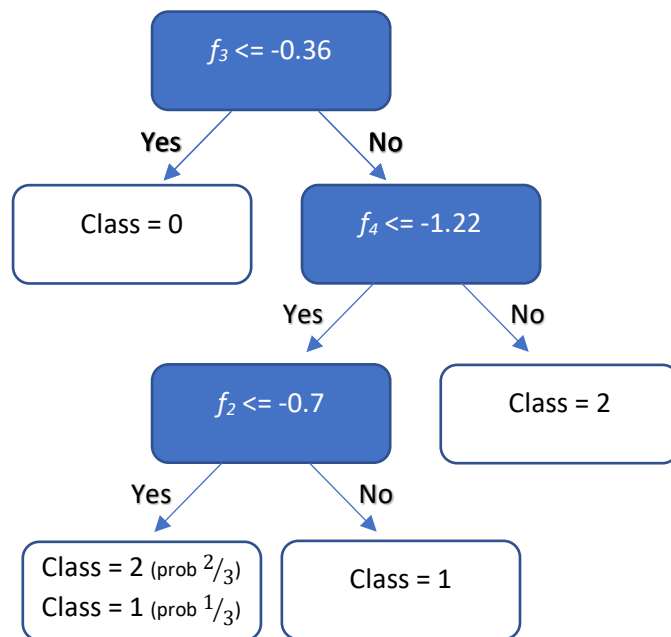 f₃ <= -0.36
Yes
No
Class = 0
f₄ <= -1.22
Yes
No
f₂ <= -0.7
Class = 2
Yes
No
Class = 2 (prob 2/3)
Class = 1 (prob 1/3)
Class = 1